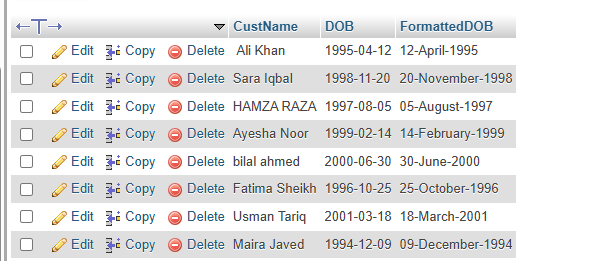 CustName DOB FormattedDOB
Edit Copy Delete Ali Khan 1995-04-12 12-April-1995
Edit Copy Delete Sara Iqbal 1998-11-20 20-November-1998
Edit Copy Delete HAMZA RAZA 1997-08-05 05-August-1997
Edit Copy Delete Ayesha Noor 1999-02-14 14-February-1999
Edit Copy Delete bilal ahmed 2000-06-30 30-June-2000
Edit Copy Delete Fatima Sheikh 1996-10-25 25-October-1996
Edit Copy Delete Usman Tariq 2001-03-18 18-March-2001
Edit Copy Delete Maira Javed 1994-12-09 09-December-1994